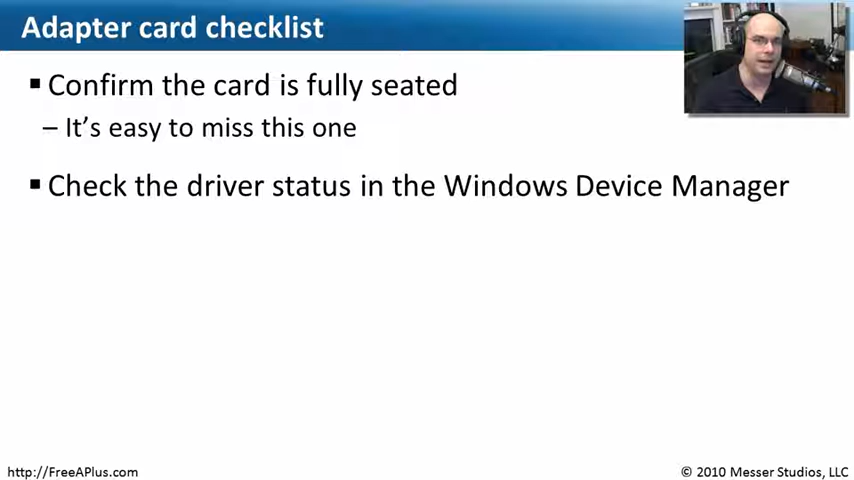 Adapter card checklist
▪ Confirm the card is fully seated
– It's easy to miss this one
▪ Check the driver status in the Windows Device Manager
http://FreeAPlus.com
© 2010 Messer Studios, LLC